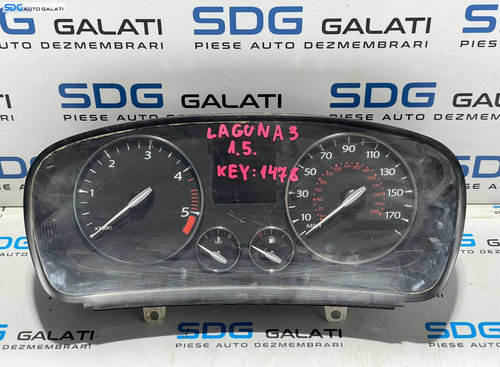 SDG GALATI
PIESE AUTO DEZMEMBRARI
SDG GALATI
PIESE AUTO DEZMEMBRARI
SDG GALATI
PIESE AUTO DEZMEMBRARI
SDG GALATI
SDG GALATI
LAGUNA 3
1.5.
KEY:1476
1 2 3 4 5
X1000
10 30 50 70 90 110 130 150 170
MPH
SDG GALATI
PIESE AUTO DEZMEMBRARI
SDG GALATI
PIESE AUTO DEZMEMBRARI